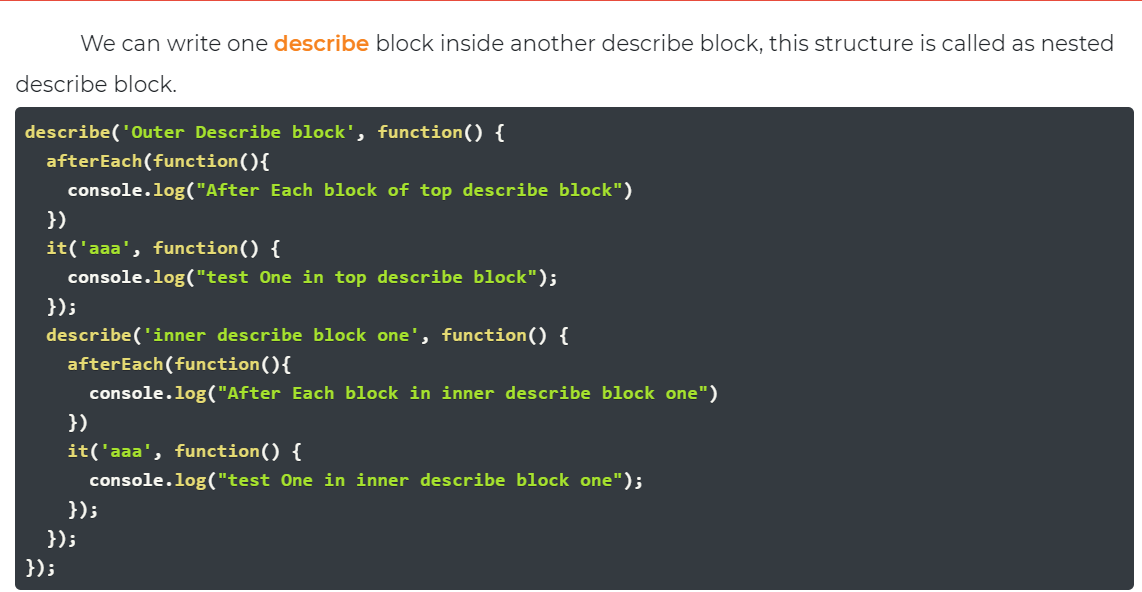 We can write one describe block inside another describe block, this structure is called as nested
describe block.
describe('Outer Describe block', function() {
  afterEach(function(){
    console.log("After Each block of top describe block")
  })
  it('aaa', function() {
    console.log("test One in top describe block");
  });
  describe('inner describe block one', function() {
    afterEach(function(){
      console.log("After Each block in inner describe block one")
    })
    it('aaa', function() {
      console.log("test One in inner describe block one");
    });
  });
});